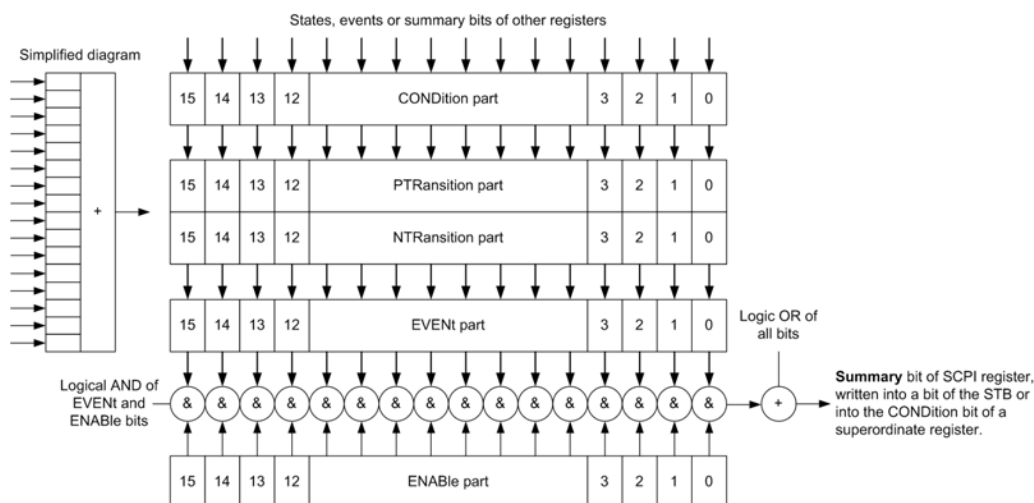 States, events or summary bits of other registers
Simplified diagram
15 14 13 12 CONDition part 3 2 1 0
15 14 13 12 PTRansition part 3 2 1 0
+
15 14 13 12 NTRansition part 3 2 1 0
15 14 13 12 EVENt part 3 2 1 0
Logic OR of
all bits
Logical AND of
EVENt and
ENABle bits
& & & & & & & & & & & & & & & &
+
Summary bit of SCPI register,
written into a bit of the STB or
into the CONDition bit of a
superordinate register.
15 14 13 12 ENABle part 3 2 1 0